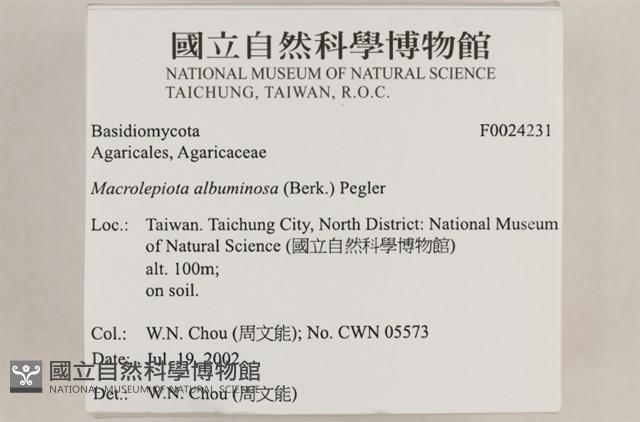 國立自然科學博物館
NATIONAL MUSEUM OF NATURAL SCIENCE
TAICHUNG, TAIWAN, R.O.C.
Basidiomycota F0024231
Agaricales, Agaricaceae
Macrolepiota albuminosa (Berk.) Pegler
Loc.: Taiwan. Taichung City, North District: National Museum
of Natural Science (國立自然科學博物館)
alt. 100m;
on soil.
Col.: W.N. Chou (周文能); No. CWN 05573
Date: Jul. 19, 2002
國立自然科學博物館
NATIONAL MUSEUM OF NATURAL SCIENCE
Det.: W.N. Chou (周文能)